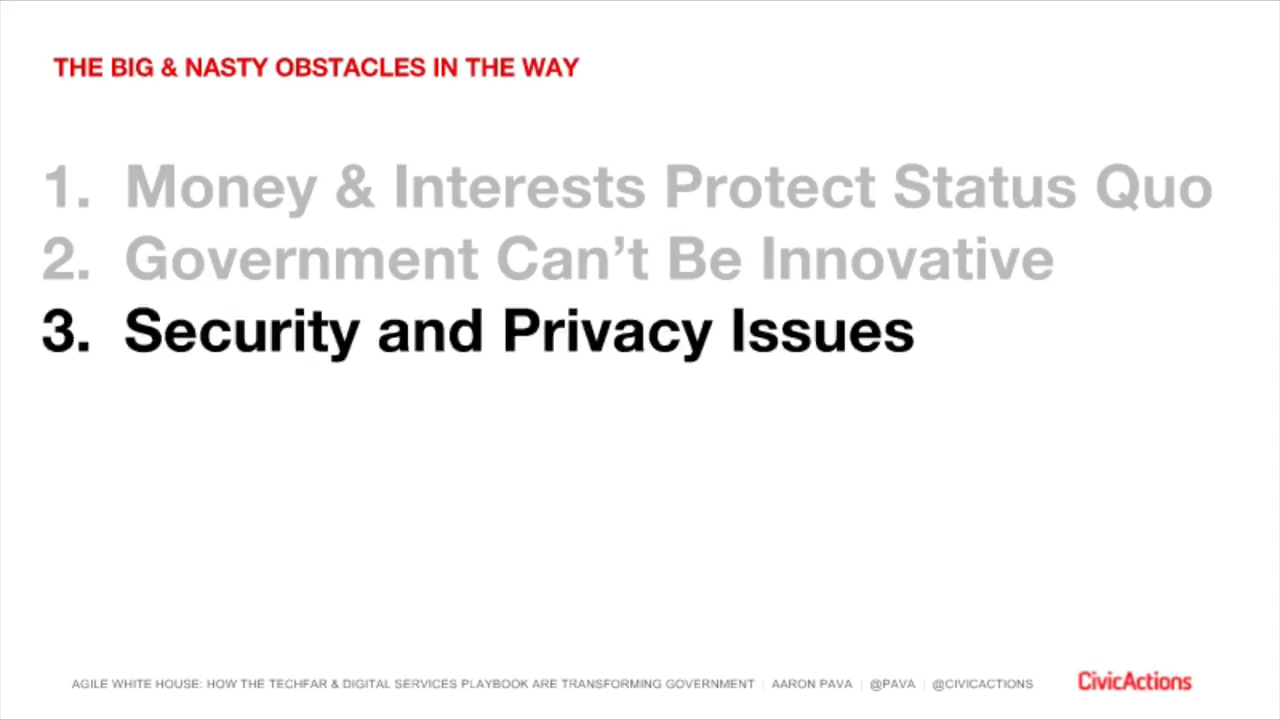 THE BIG & NASTY OBSTACLES IN THE WAY
1. Money & Interests Protect Status Quo
2. Government Can’t Be Innovative
3. Security and Privacy Issues
AGILE WHITE HOUSE: HOW THE TECHFAR & DIGITAL SERVICES PLAYBOOK ARE TRANSFORMING GOVERNMENT | AARON PAVA | @PAVA | @CIVICACTIONS
CivicActions